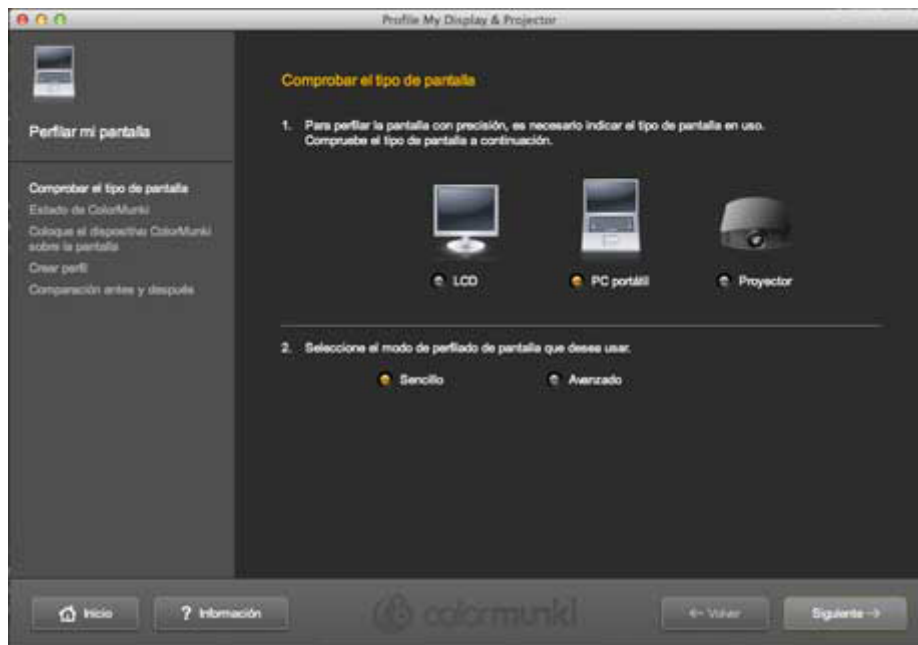 Profile My Display & Projector
Perfilar mi pantalla
Comprobar el tipo de pantalla
Estado de ColorMunki
Coloque el dispositivo ColorMunki
sobre la pantalla
Crear perfil
Comparación antes y después
Comprobar el tipo de pantalla
1. Para perfilar la pantalla con precisión, es necesario indicar el tipo de pantalla en uso.
Compruebe el tipo de pantalla a continuación.
LCD
PC portátil
Proyector
2. Seleccione el modo de perfilado de pantalla que desea usar.
Sencillo
Avanzado
Inicio
? Información
colormunki
← Volver
Siguiente →